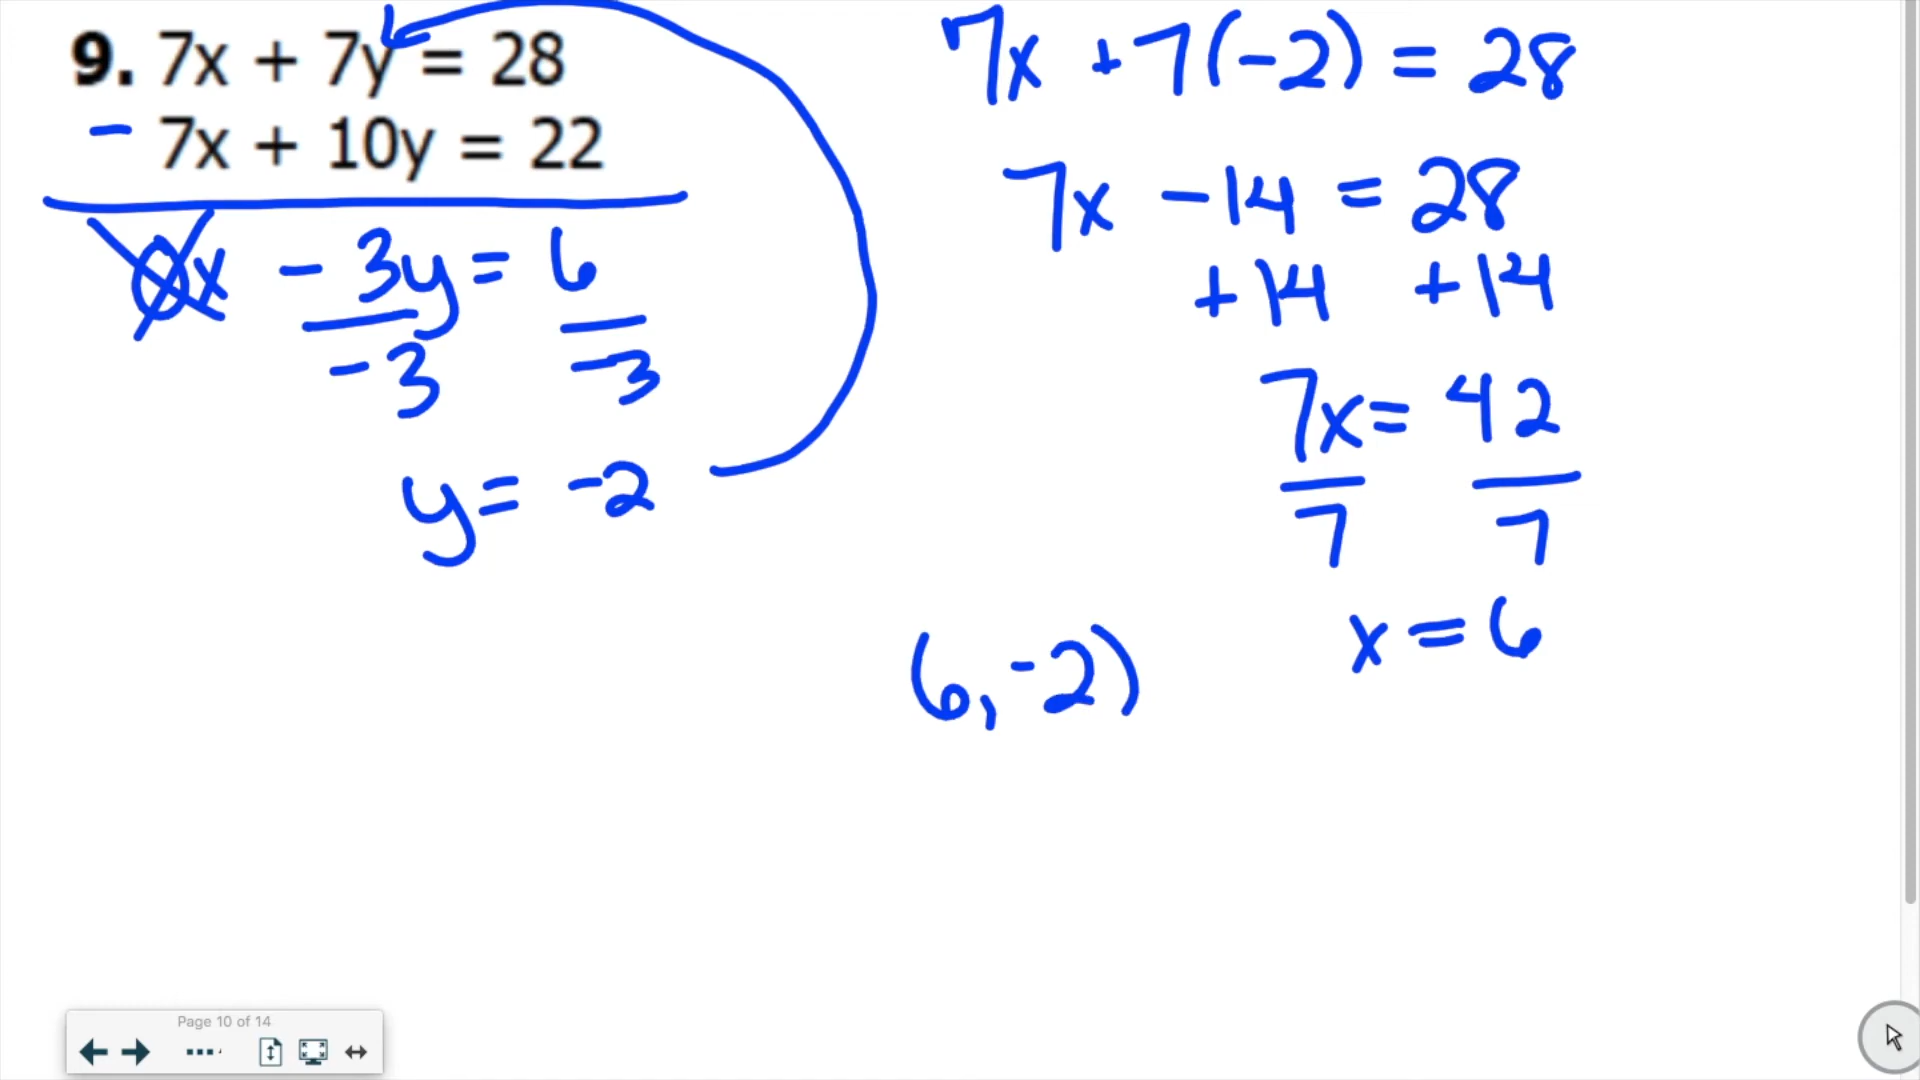 9. 7x + 7y = 28
- 7x + 10y = 22
0x - 3y = 6
-3 -3
y = -2
7x + 7(-2) = 28
7x - 14 = 28
+14 +14
7x = 42
7 7
x = 6
(6, -2)
Page 10 of 14